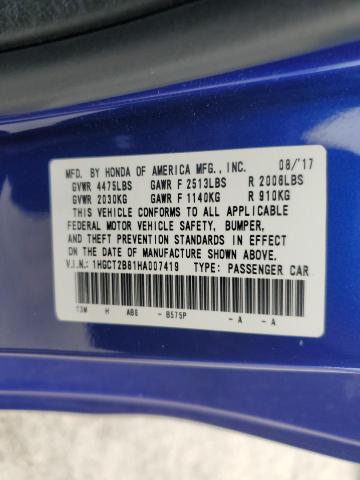 MFD. BY HONDA OF AMERICA MFG., INC. 08/'17
GVWR 4475LBS GAWR F 2513LBS R 2006LBS
GVWR 2030KG GAWR F 1140KG R 910KG
THIS VEHICLE CONFORMS TO ALL APPLICABLE
FEDERAL MOTOR VEHICLE SAFETY, BUMPER,
AND THEFT PREVENTION STANDARDS IN EFFECT
ON THE DATE OF MANUFACTURE SHOWN ABOVE.
V.I.N.: 1HGCT2B81HA007419 TYPE: PASSENGER CAR
T3M H AB6 - B575P - A - A